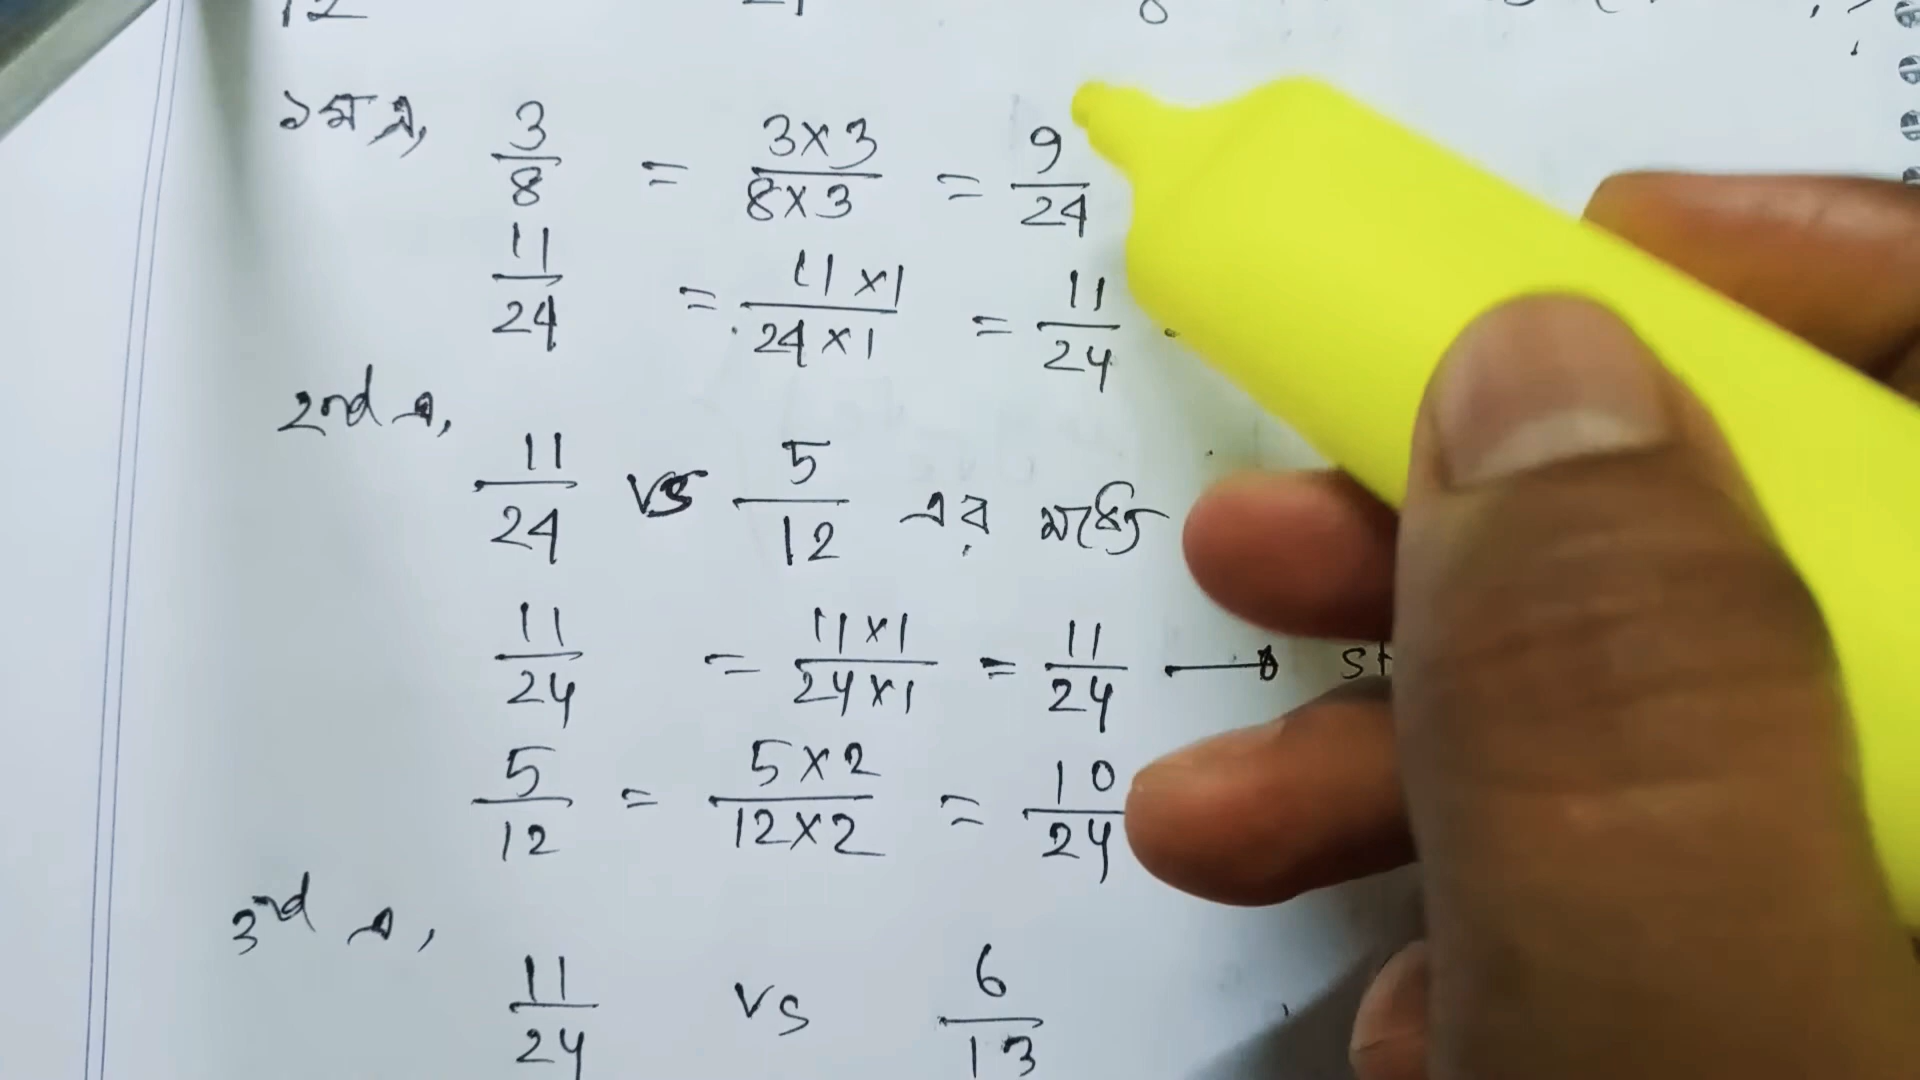 12
১ম এ, 3/8 = 3×3/8×3 = 9/24
11/24 = 11×1/24×1 = 11/24
2nd এ,
11/24 vs 5/12 এর মধ্যে
11/24 = 11×1/24×1 = 11/24 → st
5/12 = 5×2/12×2 = 10/24
3rd এ,
11/24 vs 6/13